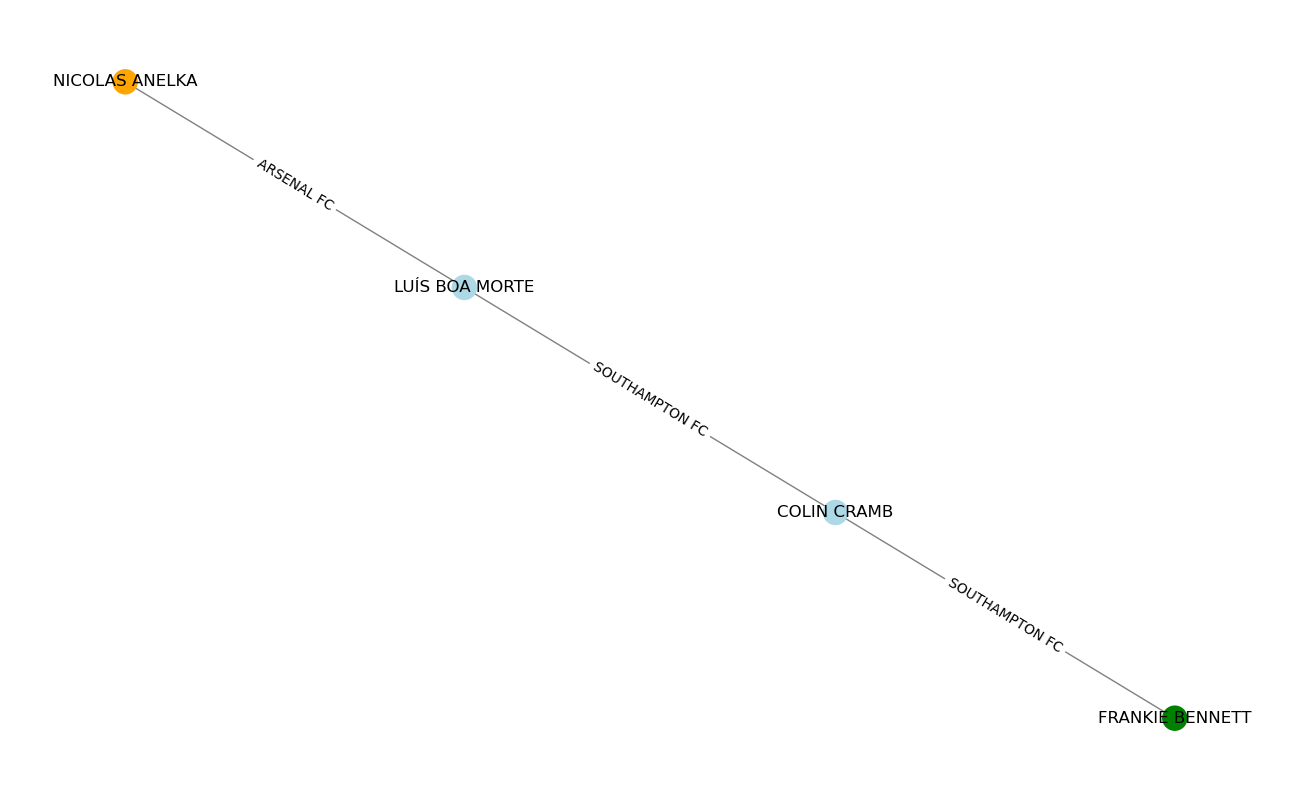 NICOLAS ANELKA
ARSENAL FC
LUÍS BOA MORTE
SOUTHAMPTON FC
COLIN CRAMB
SOUTHAMPTON FC
FRANKIE BENNETT